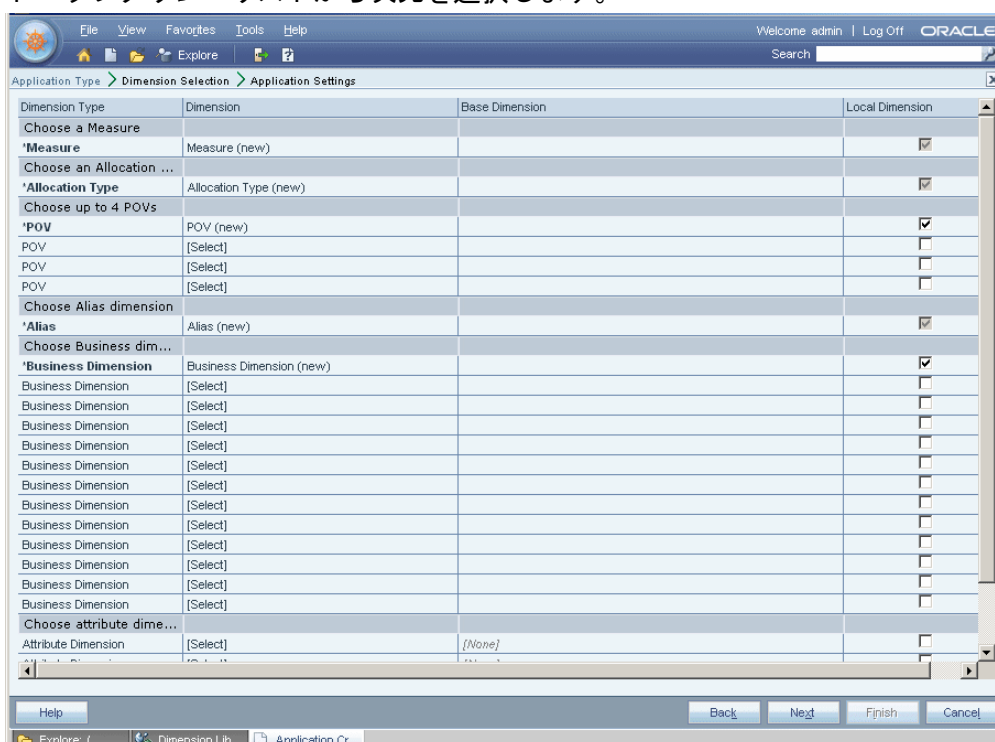 File View Favorites Tools Help Welcome admin | Log Off ORACLE
Explore Search
Application Type Dimension Selection Application Settings
Dimension Type Dimension Base Dimension Local Dimension
Choose a Measure
*Measure Measure (new)
Choose an Allocation ...
*Allocation Type Allocation Type (new)
Choose up to 4 POVs
*POV POV (new)
POV [Select]
POV [Select]
POV [Select]
Choose Alias dimension
*Alias Alias (new)
Choose Business dim...
*Business Dimension Business Dimension (new)
Business Dimension [Select]
Business Dimension [Select]
Business Dimension [Select]
Business Dimension [Select]
Business Dimension [Select]
Business Dimension [Select]
Business Dimension [Select]
Business Dimension [Select]
Business Dimension [Select]
Business Dimension [Select]
Business Dimension [Select]
Business Dimension [Select]
Choose attribute dime...
Attribute Dimension [Select] [None]
Help Back Next Finish Cancel
Explore: / Dimension Lib... Application Cr...